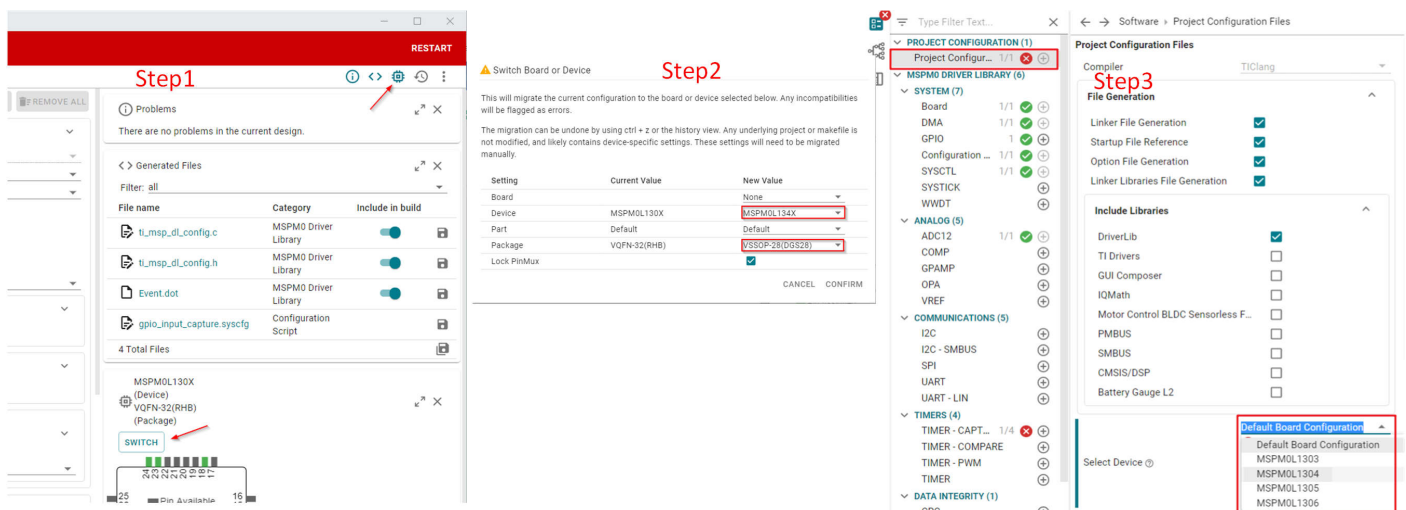 RESTART
Step1
REMOVE ALL
Problems
There are no problems in the current design.
<> Generated Files
Filter: all
File name Category Include in build
ti_msp_dl_config.c MSPM0 Driver
Library
ti_msp_dl_config.h MSPM0 Driver
Library
Event.dot MSPM0 Driver
Library
gpio_input_capture.syscfg Configuration
Script
4 Total Files
MSPM0L130X
(Device)
VQFN-32(RHB)
(Package)
SWITCH
24 23 22 21 20 19 18 17
25 Pin Available 16
Step2
Switch Board or Device
This will migrate the current configuration to the board or device selected below. Any incompatibilities
will be flagged as errors.
The migration can be undone by using ctrl + z or the history view. Any underlying project or makefile is
not modified, and likely contains device-specific settings. These settings will need to be migrated
manually.
Setting Current Value New Value
Board None
Device MSPM0L130X MSPM0L134X
Part Default Default
Package VQFN-32(RHB) VSSOP-28(DGS28)
Lock PinMux
CANCEL CONFIRM
Type Filter Text...
PROJECT CONFIGURATION (1)
Project Configur... 1/1
MSPM0 DRIVER LIBRARY (6)
SYSTEM (7)
Board 1/1
DMA 1/1
GPIO 1
Configuration ... 1/1
SYSCTL 1/1
SYSTICK
WWDT
ANALOG (5)
ADC12 1/1
COMP
GPAMP
OPA
VREF
COMMUNICATIONS (5)
I2C
I2C - SMBUS
SPI
UART
UART - LIN
TIMERS (4)
TIMER - CAPT... 1/4
TIMER - COMPARE
TIMER - PWM
TIMER
DATA INTEGRITY (1)
Software Project Configuration Files
Project Configuration Files
Compiler TIClang
Step3
File Generation
Linker File Generation
Startup File Reference
Option File Generation
Linker Libraries File Generation
Include Libraries
DriverLib
TI Drivers
GUI Composer
IQMath
Motor Control BLDC Sensorless F...
PMBUS
SMBUS
CMSIS/DSP
Battery Gauge L2
Select Device
Default Board Configuration
Default Board Configuration
MSPM0L1303
MSPM0L1304
MSPM0L1305
MSPM0L1306